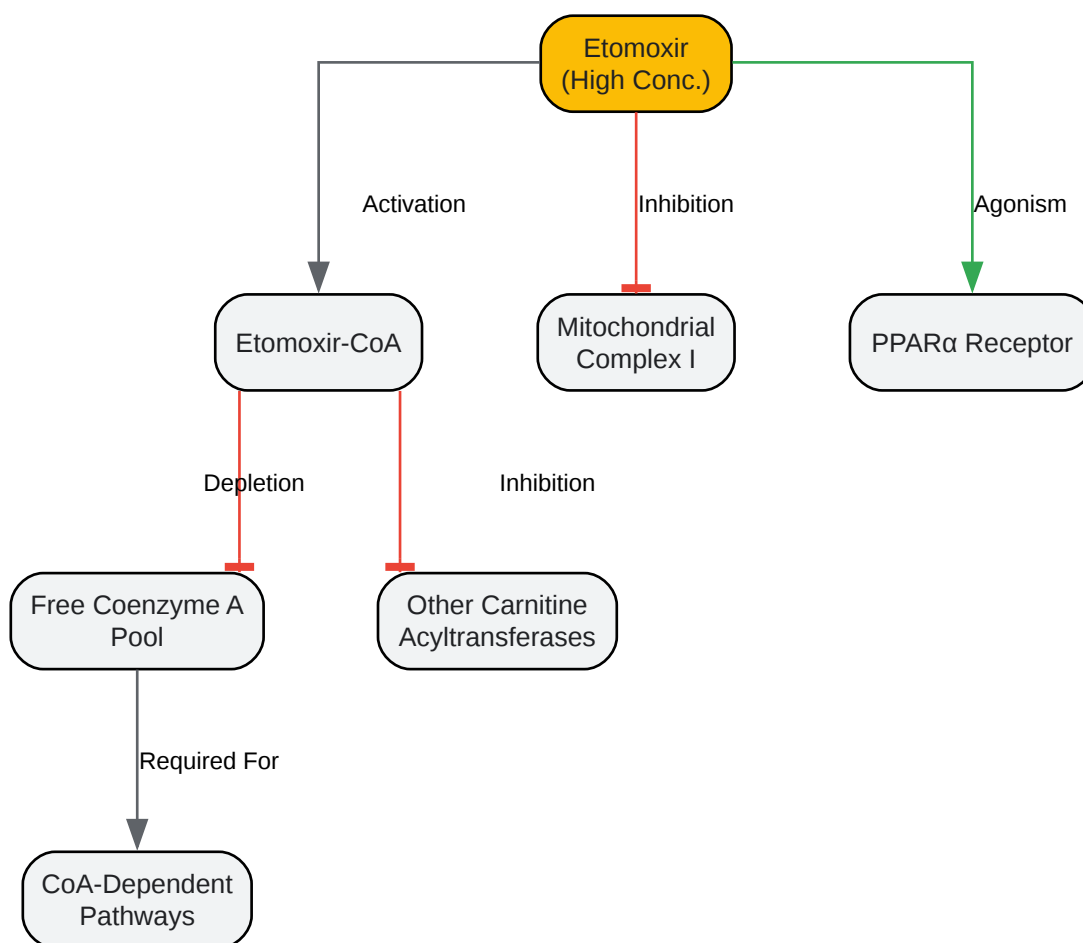 Etomoxir
(High Conc.)
Activation
Inhibition
Agonism
Etomoxir-CoA
Mitochondrial
Complex I
PPARα Receptor
Depletion
Inhibition
Free Coenzyme A
Pool
Other Carnitine
Acyltransferases
Required For
CoA-Dependent
Pathways